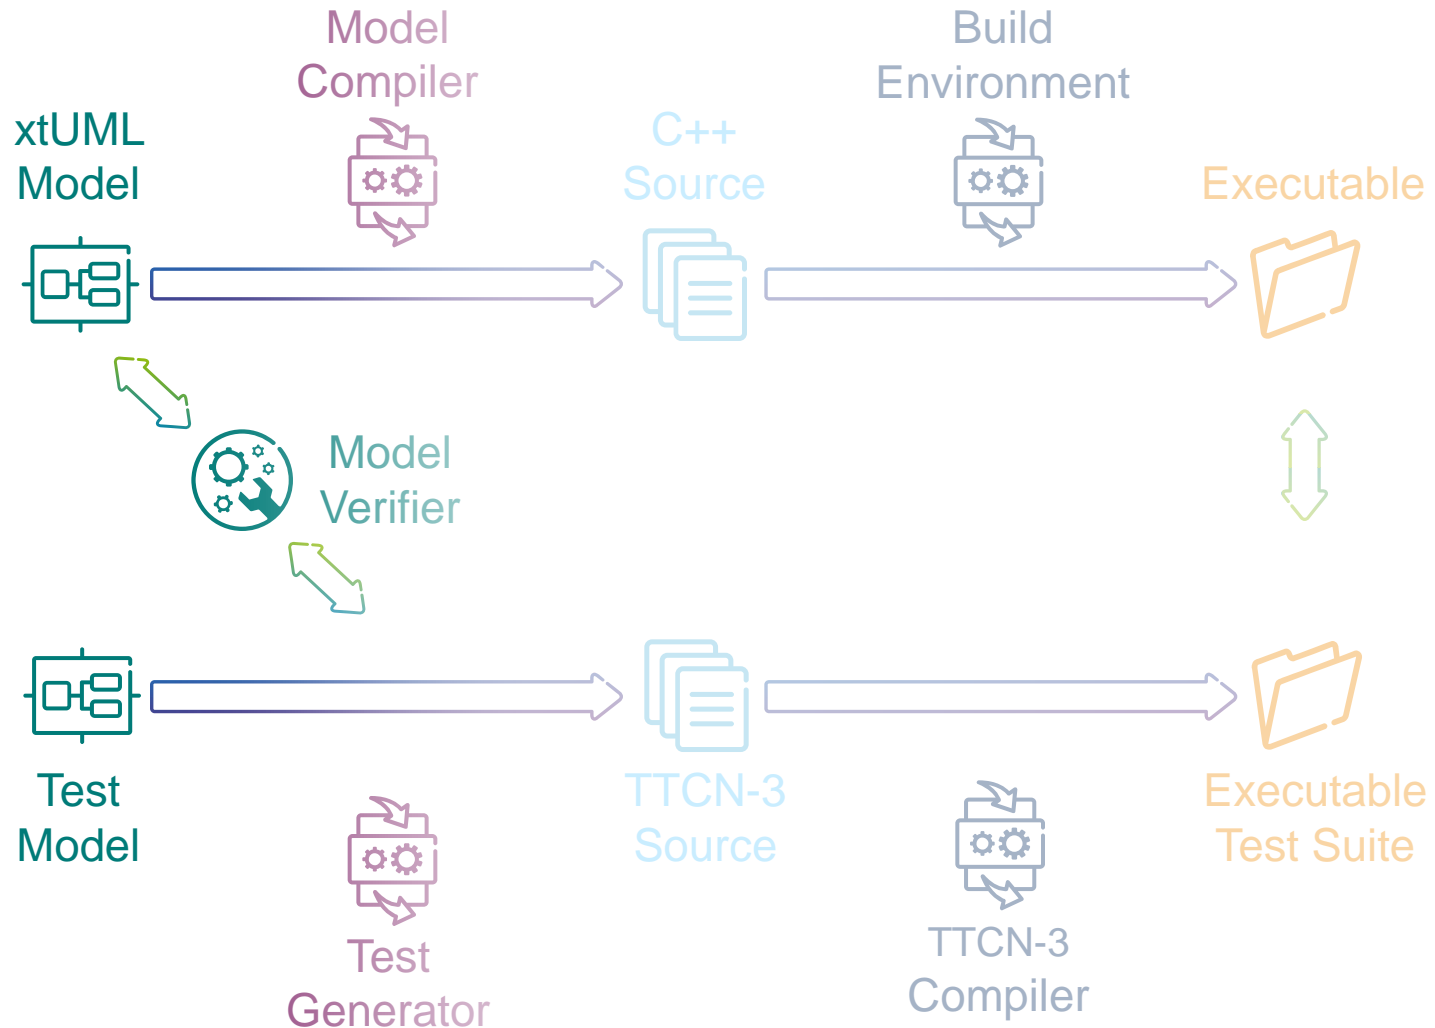 Model
Compiler
Build
Environment
xtUML
Model
C++
Source
Executable
Model
Verifier
Test
Model
TTCN-3
Source
Executable
Test Suite
Test
Generator
TTCN-3
Compiler